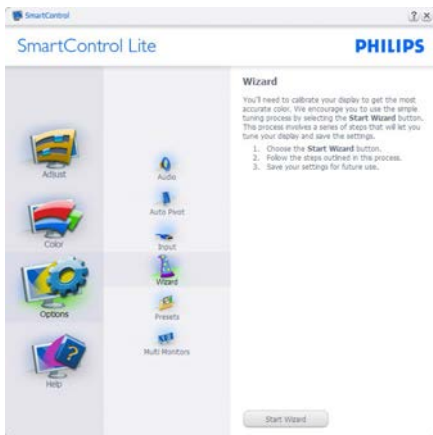 SmartControl
SmartControl Lite
PHILIPS
Adjust
Color
Options
Help
Audio
Auto Pivot
Input
Wizard
Presets
Multi Monitors
Wizard
You'll need to calibrate your display to get the most
accurate color. We encourage you to use the simple
tuning process by selecting the Start Wizard button.
This process involves a series of steps that will let you
tune your display and save the settings.
1. Choose the Start Wizard button.
2. Follow the steps outlined in this process.
3. Save your settings for future use.
Start Wizard